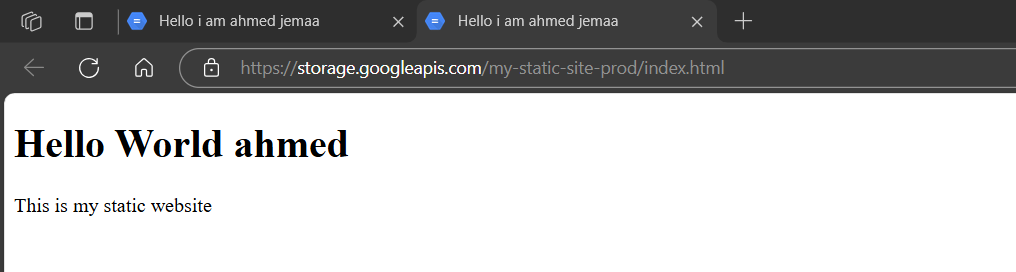 Hello i am ahmed jemaa
Hello i am ahmed jemaa
https://storage.googleapis.com/my-static-site-prod/index.html
Hello World ahmed
This is my static website